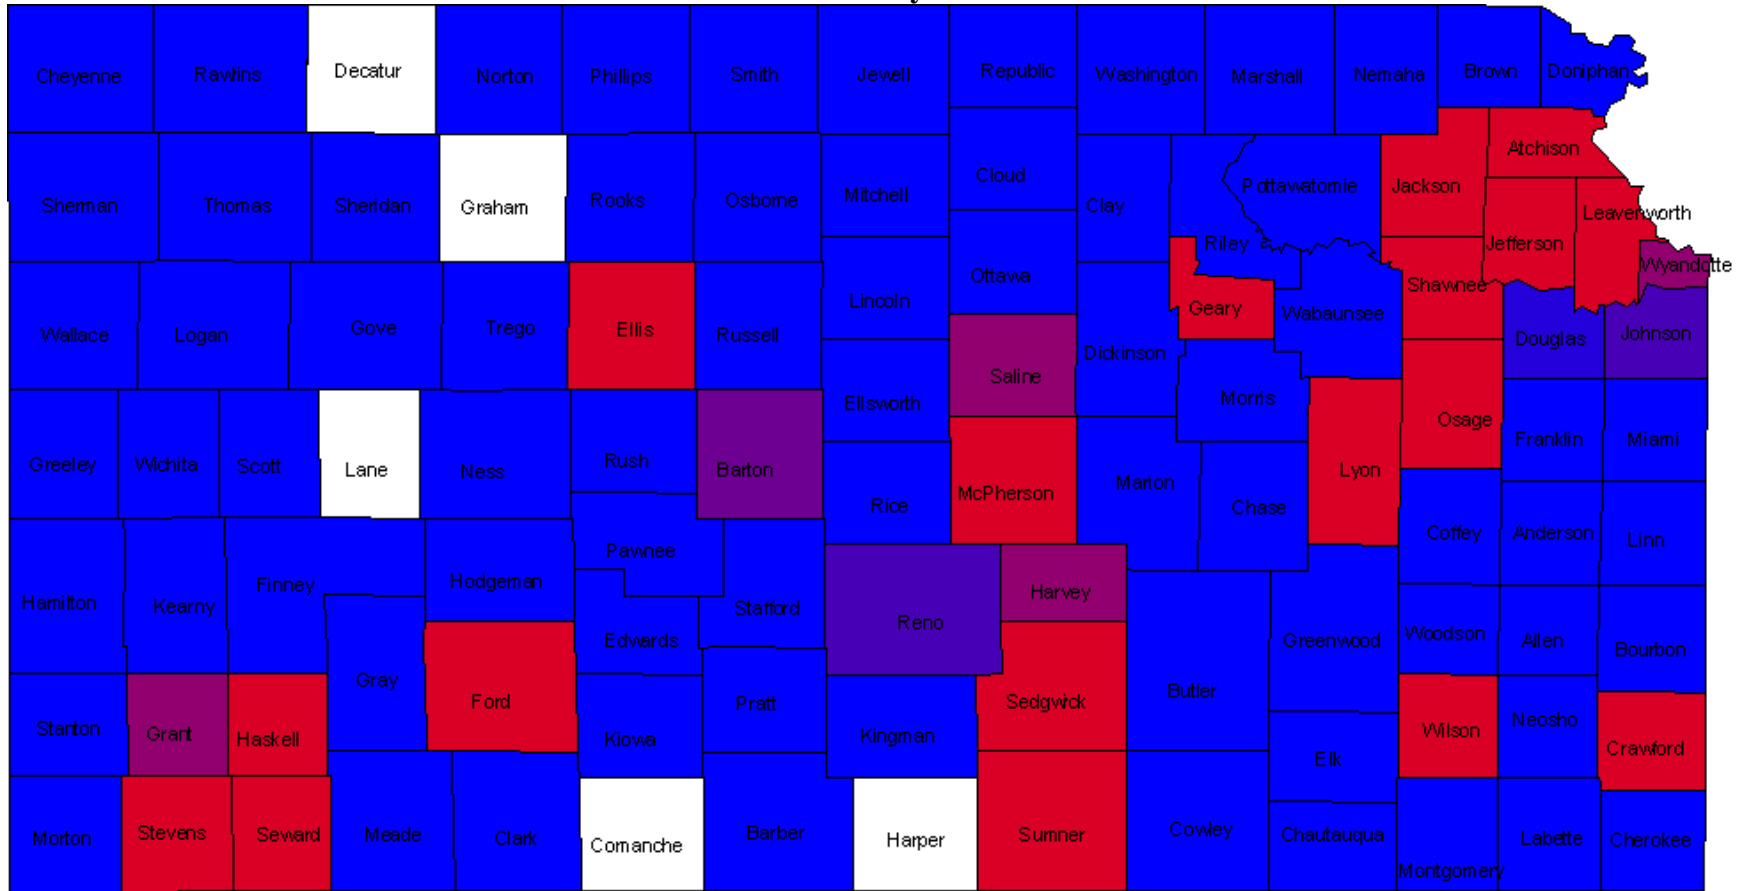 Cheyenne Rawlins Decatur Norton Phillips Smith Jewell Republic Washington Marshall Nemaha Brown Doniphan
Atchison
Cloud
Sherman Thomas Sheridan Graham Rooks Osborne Mitchell Clay Pottawatomie Jackson
Leavenworth
Riley Jefferson
Wyandotte
Ottawa
Lincoln Geary Wabaunsee Shawnee
Wallace Logan Gove Trego Ellis Russell Dickinson Douglas Johnson
Saline
Ellsworth Morris
Osage
Greeley Wichita Scott Lane Ness Rush Barton Franklin Miami
McPherson Marion Lyon
Rice Chase
Pawnee Coffey Anderson Linn
Hamilton Kearny Finney Hodgeman Stafford Harvey
Reno
Edwards Greenwood Woodson Allen Bourbon
Gray
Stanton Grant Haskell Ford Kiowa Pratt Kingman Sedgwick Butler Wilson Neosho Crawford
Elk
Morton Stevens Seward Meade Clark Comanche Barber Harper Sumner Cowley Chautauqua Montgomery Labette Cherokee